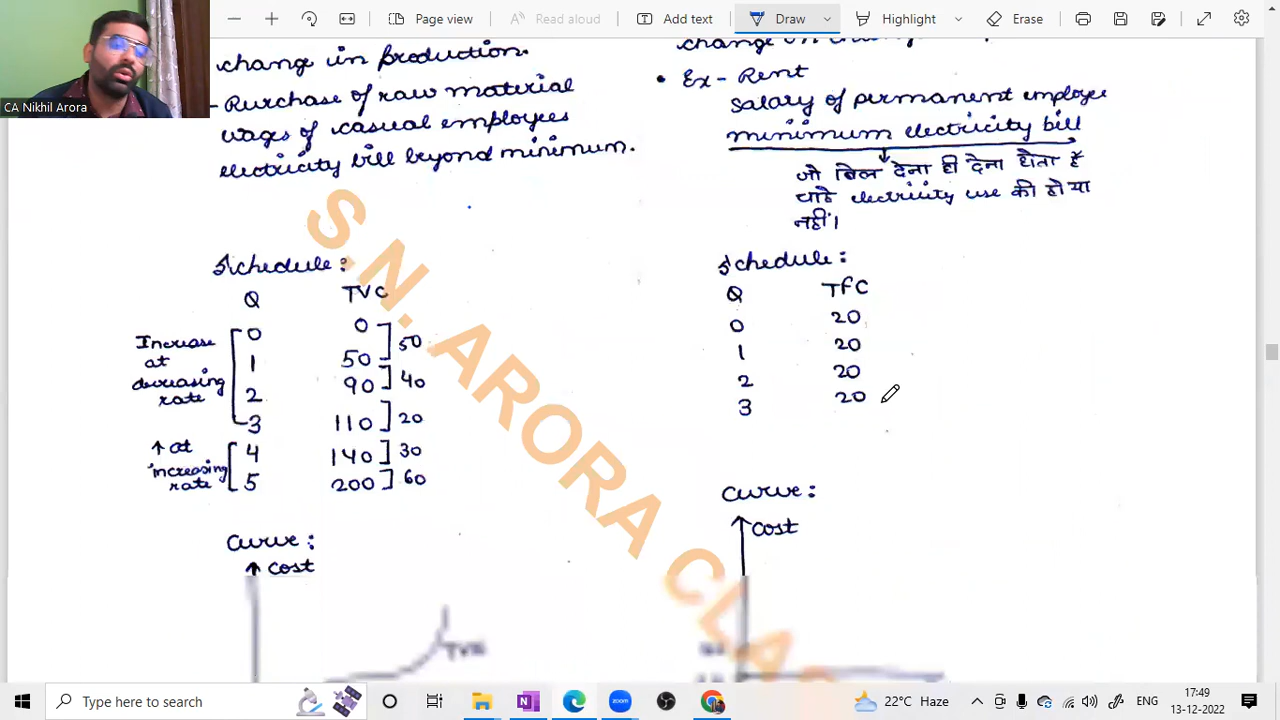 Page view
Read aloud
Add text
Draw
Highlight
Erase
CA Nikhil Arora
change in production.
- Purchase of raw material
wages of casual employees
electricity bill beyond minimum.
change in
• Ex- Rent
Salary of permanent employee
minimum electricity bill
जो बिल देना ही देना होता है
चाहे electricity use की हो या
नहीं।
Schedule:
Q TVC
0 0
1 50
2 90
3 110
4 140
5 200
50
40
20
30
60
Increase
at
decreasing
rate
↑ at
increasing
rate
Curve:
cost
TVC
Schedule:
Q TFC
0 20
1 20
2 20
3 20
Curve:
Cost
S.N. ARORA CLA
Type here to search
22°C Haze
ENG
17:49
13-12-2022